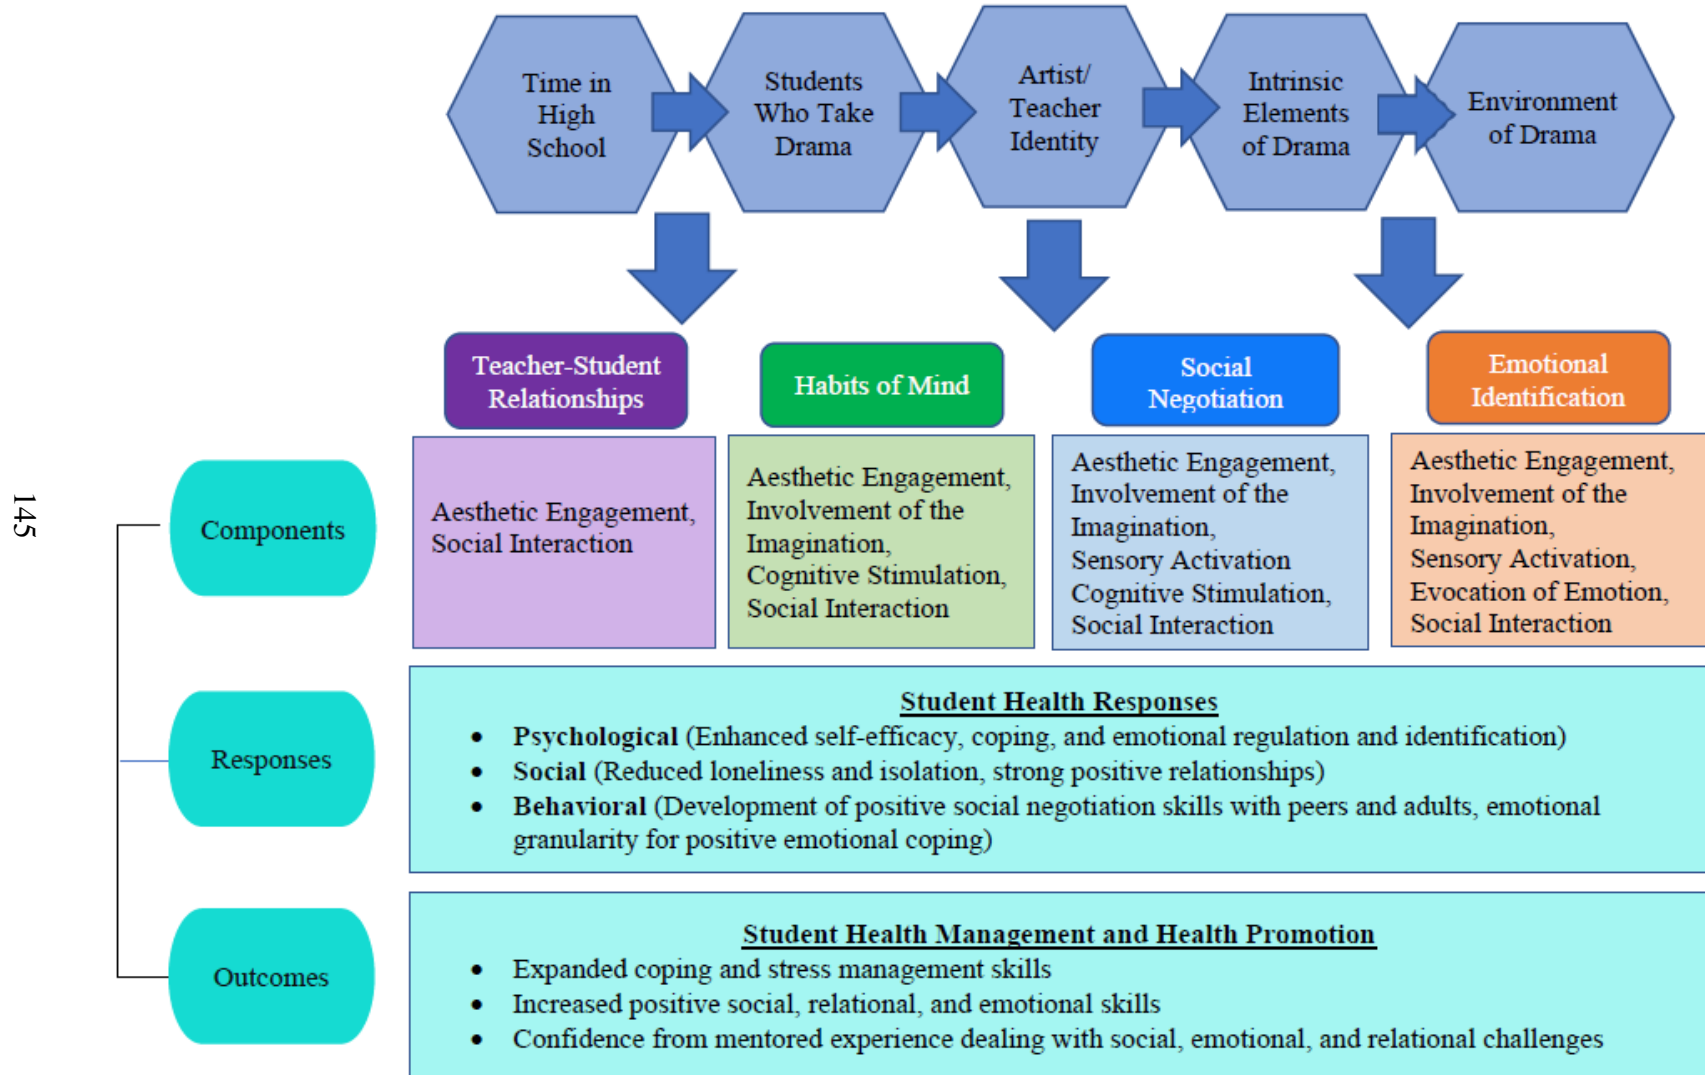 Time in
High
School
Students
Who Take
Drama
Artist/
Teacher
Identity
Intrinsic
Elements
of Drama
Environment
of Drama
Teacher-Student
Relationships
Habits of Mind
Social
Negotiation
Emotional
Identification
Components
Aesthetic Engagement,
Social Interaction
Aesthetic Engagement,
Involvement of the
Imagination,
Cognitive Stimulation,
Social Interaction
Aesthetic Engagement,
Involvement of the
Imagination,
Sensory Activation
Cognitive Stimulation,
Social Interaction
Aesthetic Engagement,
Involvement of the
Imagination,
Sensory Activation,
Evocation of Emotion,
Social Interaction
145
Responses
Student Health Responses
• Psychological (Enhanced self-efficacy, coping, and emotional regulation and identification)
• Social (Reduced loneliness and isolation, strong positive relationships)
• Behavioral (Development of positive social negotiation skills with peers and adults, emotional
granularity for positive emotional coping)
Outcomes
Student Health Management and Health Promotion
• Expanded coping and stress management skills
• Increased positive social, relational, and emotional skills
• Confidence from mentored experience dealing with social, emotional, and relational challenges